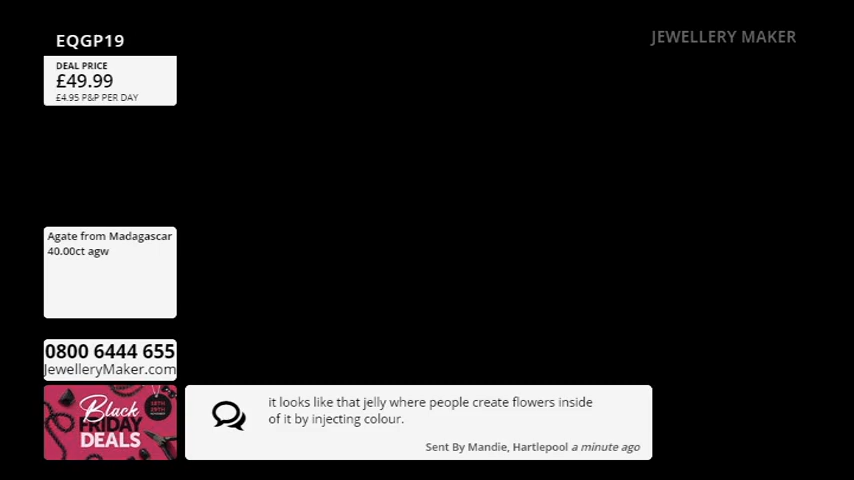 EQGP19
JEWELLERY MAKER
DEAL PRICE
£49.99
£4.95 P&P PER DAY
Agate from Madagascar
40.00ct agw
0800 6444 655
JewelleryMaker.com
Black
FRIDAY
DEALS
it looks like that jelly where people create flowers inside
of it by injecting colour.
Sent By Mandie, Hartlepool a minute ago